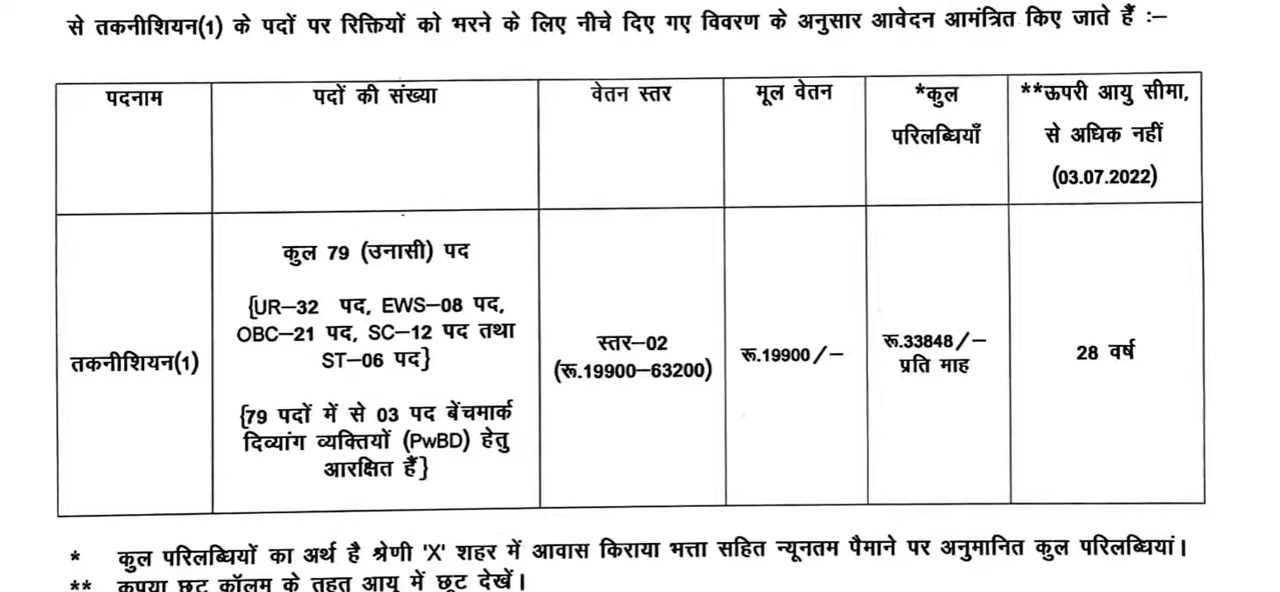 से तकनीशियन(1) के पदों पर रिक्तियों को भरने के लिए नीचे दिए गए विवरण के अनुसार आवेदन आमंत्रित किए जाते हैं :–
पदनाम
पदों की संख्या
वेतन स्तर
मूल वेतन
*कुल
परिलब्धियाँ
**ऊपरी आयु सीमा,
से अधिक नहीं
(03.07.2022)
तकनीशियन(1)
कुल 79 (उनासी) पद
{UR–32 पद, EWS–08 पद,
OBC–21 पद, SC–12 पद तथा
ST–06 पद}
{79 पदों में से 03 पद बेंचमार्क
दिव्यांग व्यक्तियों (PwBD) हेतु
आरक्षित हैं}
स्तर–02
(रू.19900–63200)
रू.19900/–
रू.33848/–
प्रति माह
28 वर्ष
* कुल परिलब्धियों का अर्थ है श्रेणी 'X' शहर में आवास किराया भत्ता सहित न्यूनतम पैमाने पर अनुमानित कुल परिलब्धियां।
** कृपया छूट कॉलम के तहत आयु में छूट देखें।